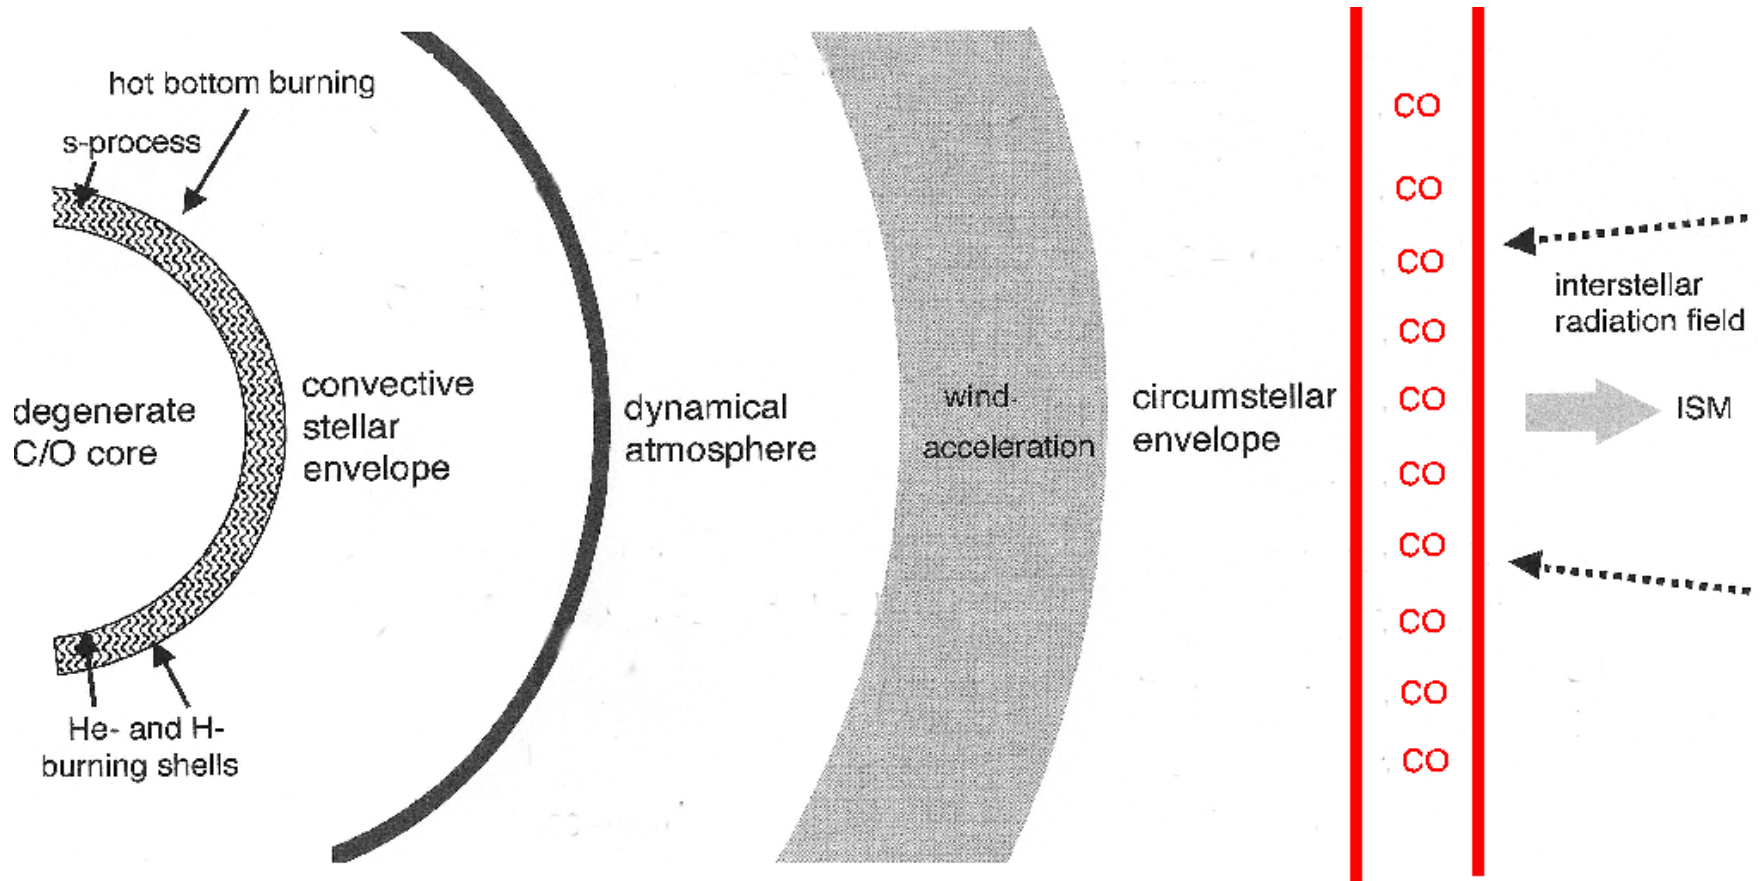 hot bottom burning
s-process
degenerate
C/O core
convective
stellar
envelope
He- and H-
burning shells
dynamical
atmosphere
wind-
acceleration
circumstellar
envelope
CO
CO
CO
CO
CO
CO
CO
CO
CO
CO
interstellar
radiation field
ISM